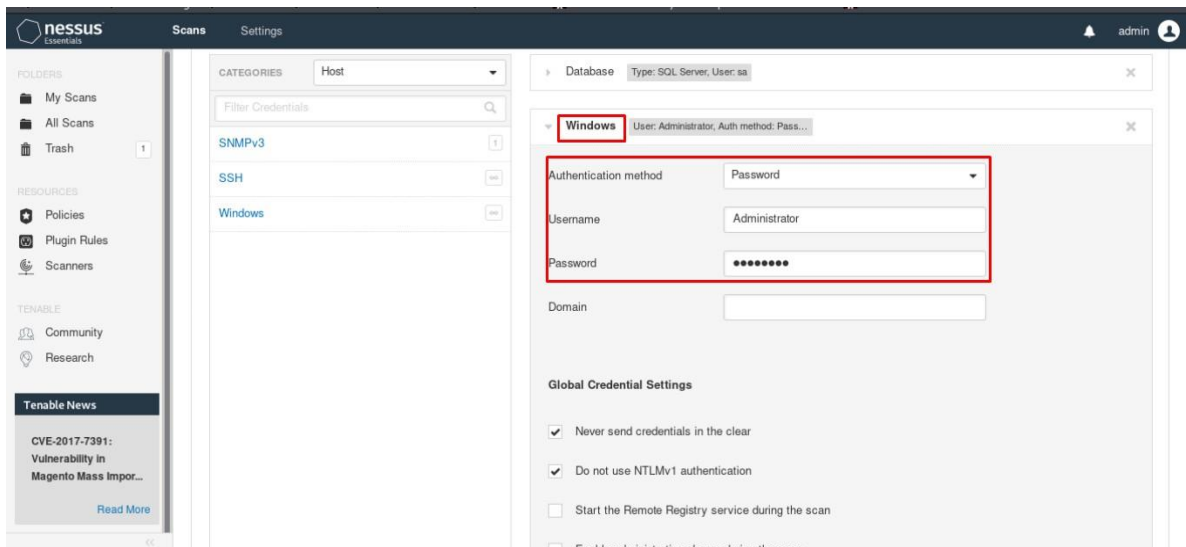 nessus
Essentials
Scans
Settings
admin
FOLDERS
My Scans
All Scans
Trash
1
RESOURCES
Policies
Plugin Rules
Scanners
TENABLE
Community
Research
Tenable News
CVE-2017-7391:
Vulnerability in
Magento Mass Impor...
Read More
CATEGORIES
Host
Filter Credentials
SNMPv3
1
SSH
∞
Windows
∞
Database Type: SQL Server, User: sa
Windows User: Administrator, Auth method: Pass...
Authentication method
Password
Username
Administrator
Password
••••••••
Domain
Global Credential Settings
Never send credentials in the clear
Do not use NTLMv1 authentication
Start the Remote Registry service during the scan